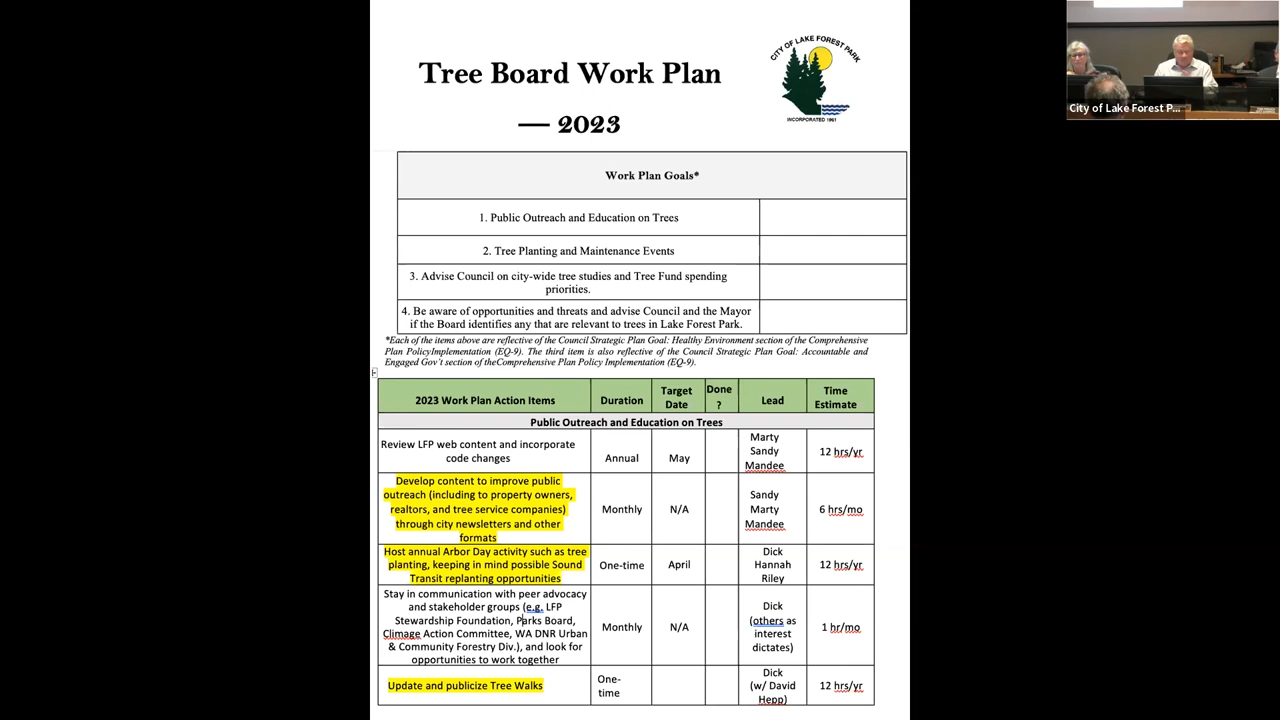 Tree Board Work Plan
— 2023
CITY OF LAKE FOREST PARK
INCORPORATED 1961
City of Lake Forest P...
Work Plan Goals*
1. Public Outreach and Education on Trees
2. Tree Planting and Maintenance Events
3. Advise Council on city-wide tree studies and Tree Fund spending
priorities.
4. Be aware of opportunities and threats and advise Council and the Mayor
if the Board identifies any that are relevant to trees in Lake Forest Park.
*Each of the items above are reflective of the Council Strategic Plan Goal: Healthy Environment section of the Comprehensive
Plan PolicyImplementation (EQ-9). The third item is also reflective of the Council Strategic Plan Goal: Accountable and
Engaged Gov't section of theComprehensive Plan Policy Implementation (EQ-9).
2023 Work Plan Action Items
Duration
Target
Date
Done
?
Lead
Time
Estimate
Public Outreach and Education on Trees
Review LFP web content and incorporate
code changes
Annual
May
Marty
Sandy
Mandee
12 hrs/yr
Develop content to improve public
outreach (including to property owners,
realtors, and tree service companies)
through city newsletters and other
formats
Monthly
N/A
Sandy
Marty
Mandee
6 hrs/mo
Host annual Arbor Day activity such as tree
planting, keeping in mind possible Sound
Transit replanting opportunities
One-time
April
Dick
Hannah
Riley
12 hrs/yr
Stay in communication with peer advocacy
and stakeholder groups (e.g. LFP
Stewardship Foundation, Parks Board,
Climage Action Committee, WA DNR Urban
& Community Forestry Div.), and look for
opportunities to work together
Monthly
N/A
Dick
(others as
interest
dictates)
1 hr/mo
Update and publicize Tree Walks
One-
time
Dick
(w/ David
Hepp)
12 hrs/yr